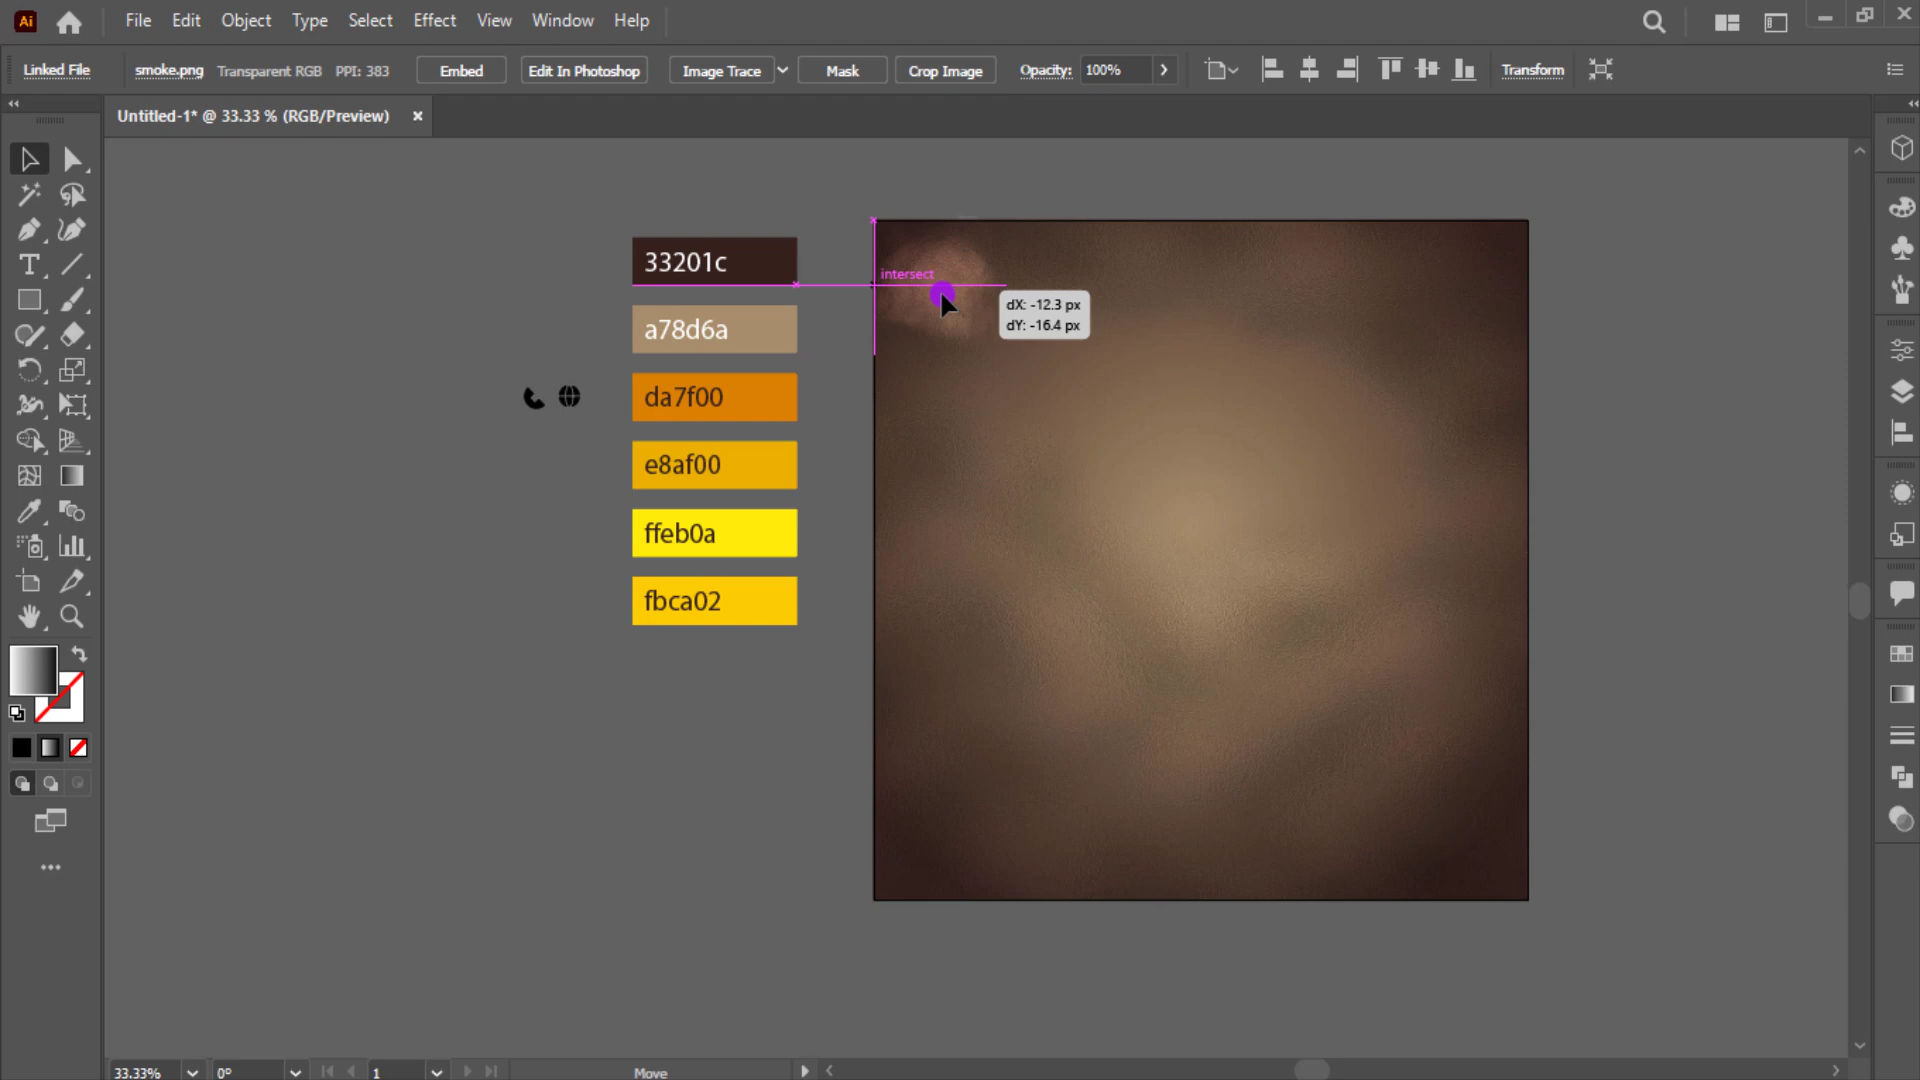 Ai File Edit Object Type Select Effect View Window Help
Linked File smoke.png Transparent RGB PPI: 383 Embed Edit In Photoshop Image Trace Mask Crop Image Opacity: 100% Transform
Untitled-1* @ 33.33 % (RGB/Preview)
33201c
intersect
dX: -12.3 px
dY: -16.4 px
a78d6a
da7f00
e8af00
ffeb0a
fbca02
33.33% 0° 1 Move